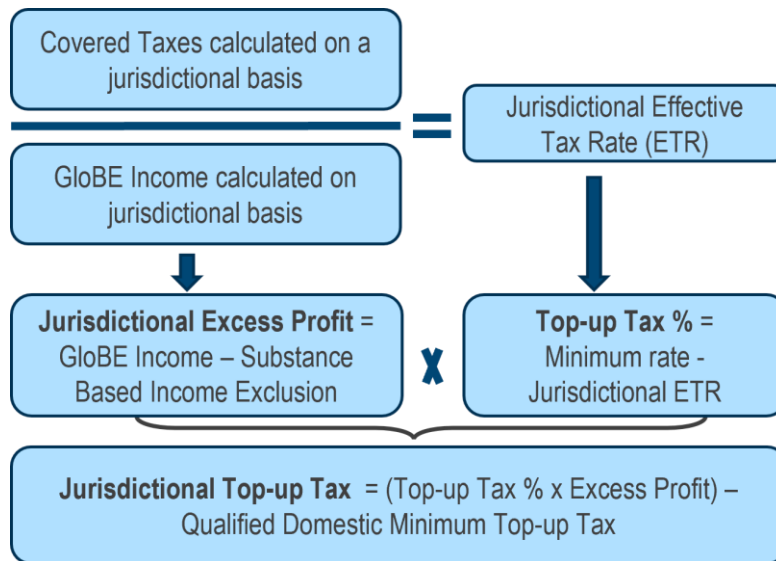 Covered Taxes calculated on a
jurisdictional basis
=
Jurisdictional Effective
Tax Rate (ETR)
GloBE Income calculated on
jurisdictional basis
Jurisdictional Excess Profit =
GloBE Income – Substance
Based Income Exclusion
x
Top-up Tax % =
Minimum rate -
Jurisdictional ETR
Jurisdictional Top-up Tax = (Top-up Tax % x Excess Profit) –
Qualified Domestic Minimum Top-up Tax